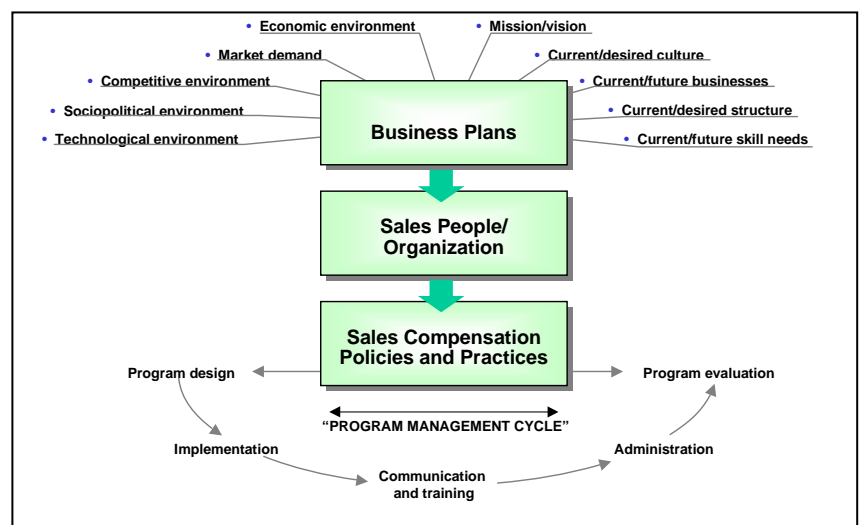 • Economic environment
• Mission/vision
• Market demand
• Current/desired culture
• Competitive environment
• Current/future businesses
• Sociopolitical environment
• Current/desired structure
• Technological environment
• Current/future skill needs
Business Plans
Sales People/
Organization
Sales Compensation
Policies and Practices
Program design
Program evaluation
“PROGRAM MANAGEMENT CYCLE”
Implementation
Administration
Communication
and training